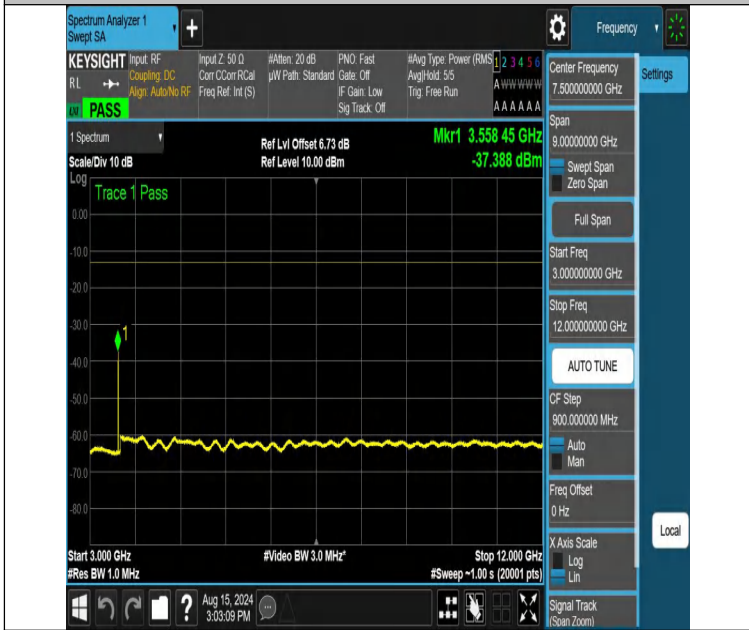 Spectrum Analyzer 1
Swept SA
+
Frequency
KEYSIGHT
RL
LXI
PASS
Input: RF
Coupling: DC
Align: Auto/No RF
Input Z: 50 Ω
Corr CCorr RCal
Freq Ref: Int (S)
#Atten: 20 dB
µW Path: Standard
PNO: Fast
Gate: Off
IF Gain: Low
Sig Track: Off
#Avg Type: Power (RMS
Avg|Hold: 5/5
Trig: Free Run
1 2 3 4 5 6
A W W W W W
A A A A A A
1 Spectrum
Scale/Div 10 dB
Ref Lvl Offset 6.73 dB
Ref Level 10.00 dBm
Mkr1 3.558 45 GHz
-37.388 dBm
Log
Trace 1 Pass
0.00
-10.0
-20.0
-30.0
-40.0
-50.0
-60.0
-70.0
-80.0
1
Start 3.000 GHz
#Res BW 1.0 MHz
#Video BW 3.0 MHz*
Stop 12.000 GHz
#Sweep ~1.00 s (20001 pts)
?
Aug 15, 2024
3:03:09 PM
Center Frequency
7.500000000 GHz
Settings
Span
9.00000000 GHz
Swept Span
Zero Span
Full Span
Start Freq
3.000000000 GHz
Stop Freq
12.000000000 GHz
AUTO TUNE
CF Step
900.000000 MHz
Auto
Man
Freq Offset
0 Hz
X Axis Scale
Log
Lin
Local
Signal Track
(Span Zoom)